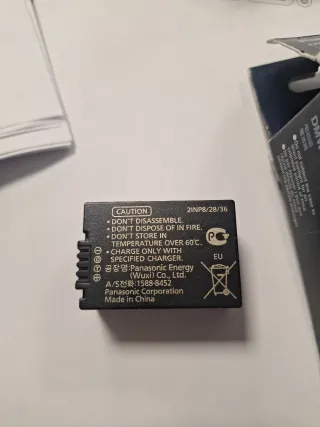 CAUTION 2INP8/28/36
• DON'T DISASSEMBLE.
• DON'T DISPOSE OF IN FIRE.
• DON'T STORE IN
TEMPERATURE OVER 60℃.
• CHARGE ONLY WITH
SPECIFIED CHARGER.
공장명:Panasonic Energy
(Wuxi) Co., Ltd.
A/S전화:1588-8452
Panasonic Corporation
Made in China
EU
DMW